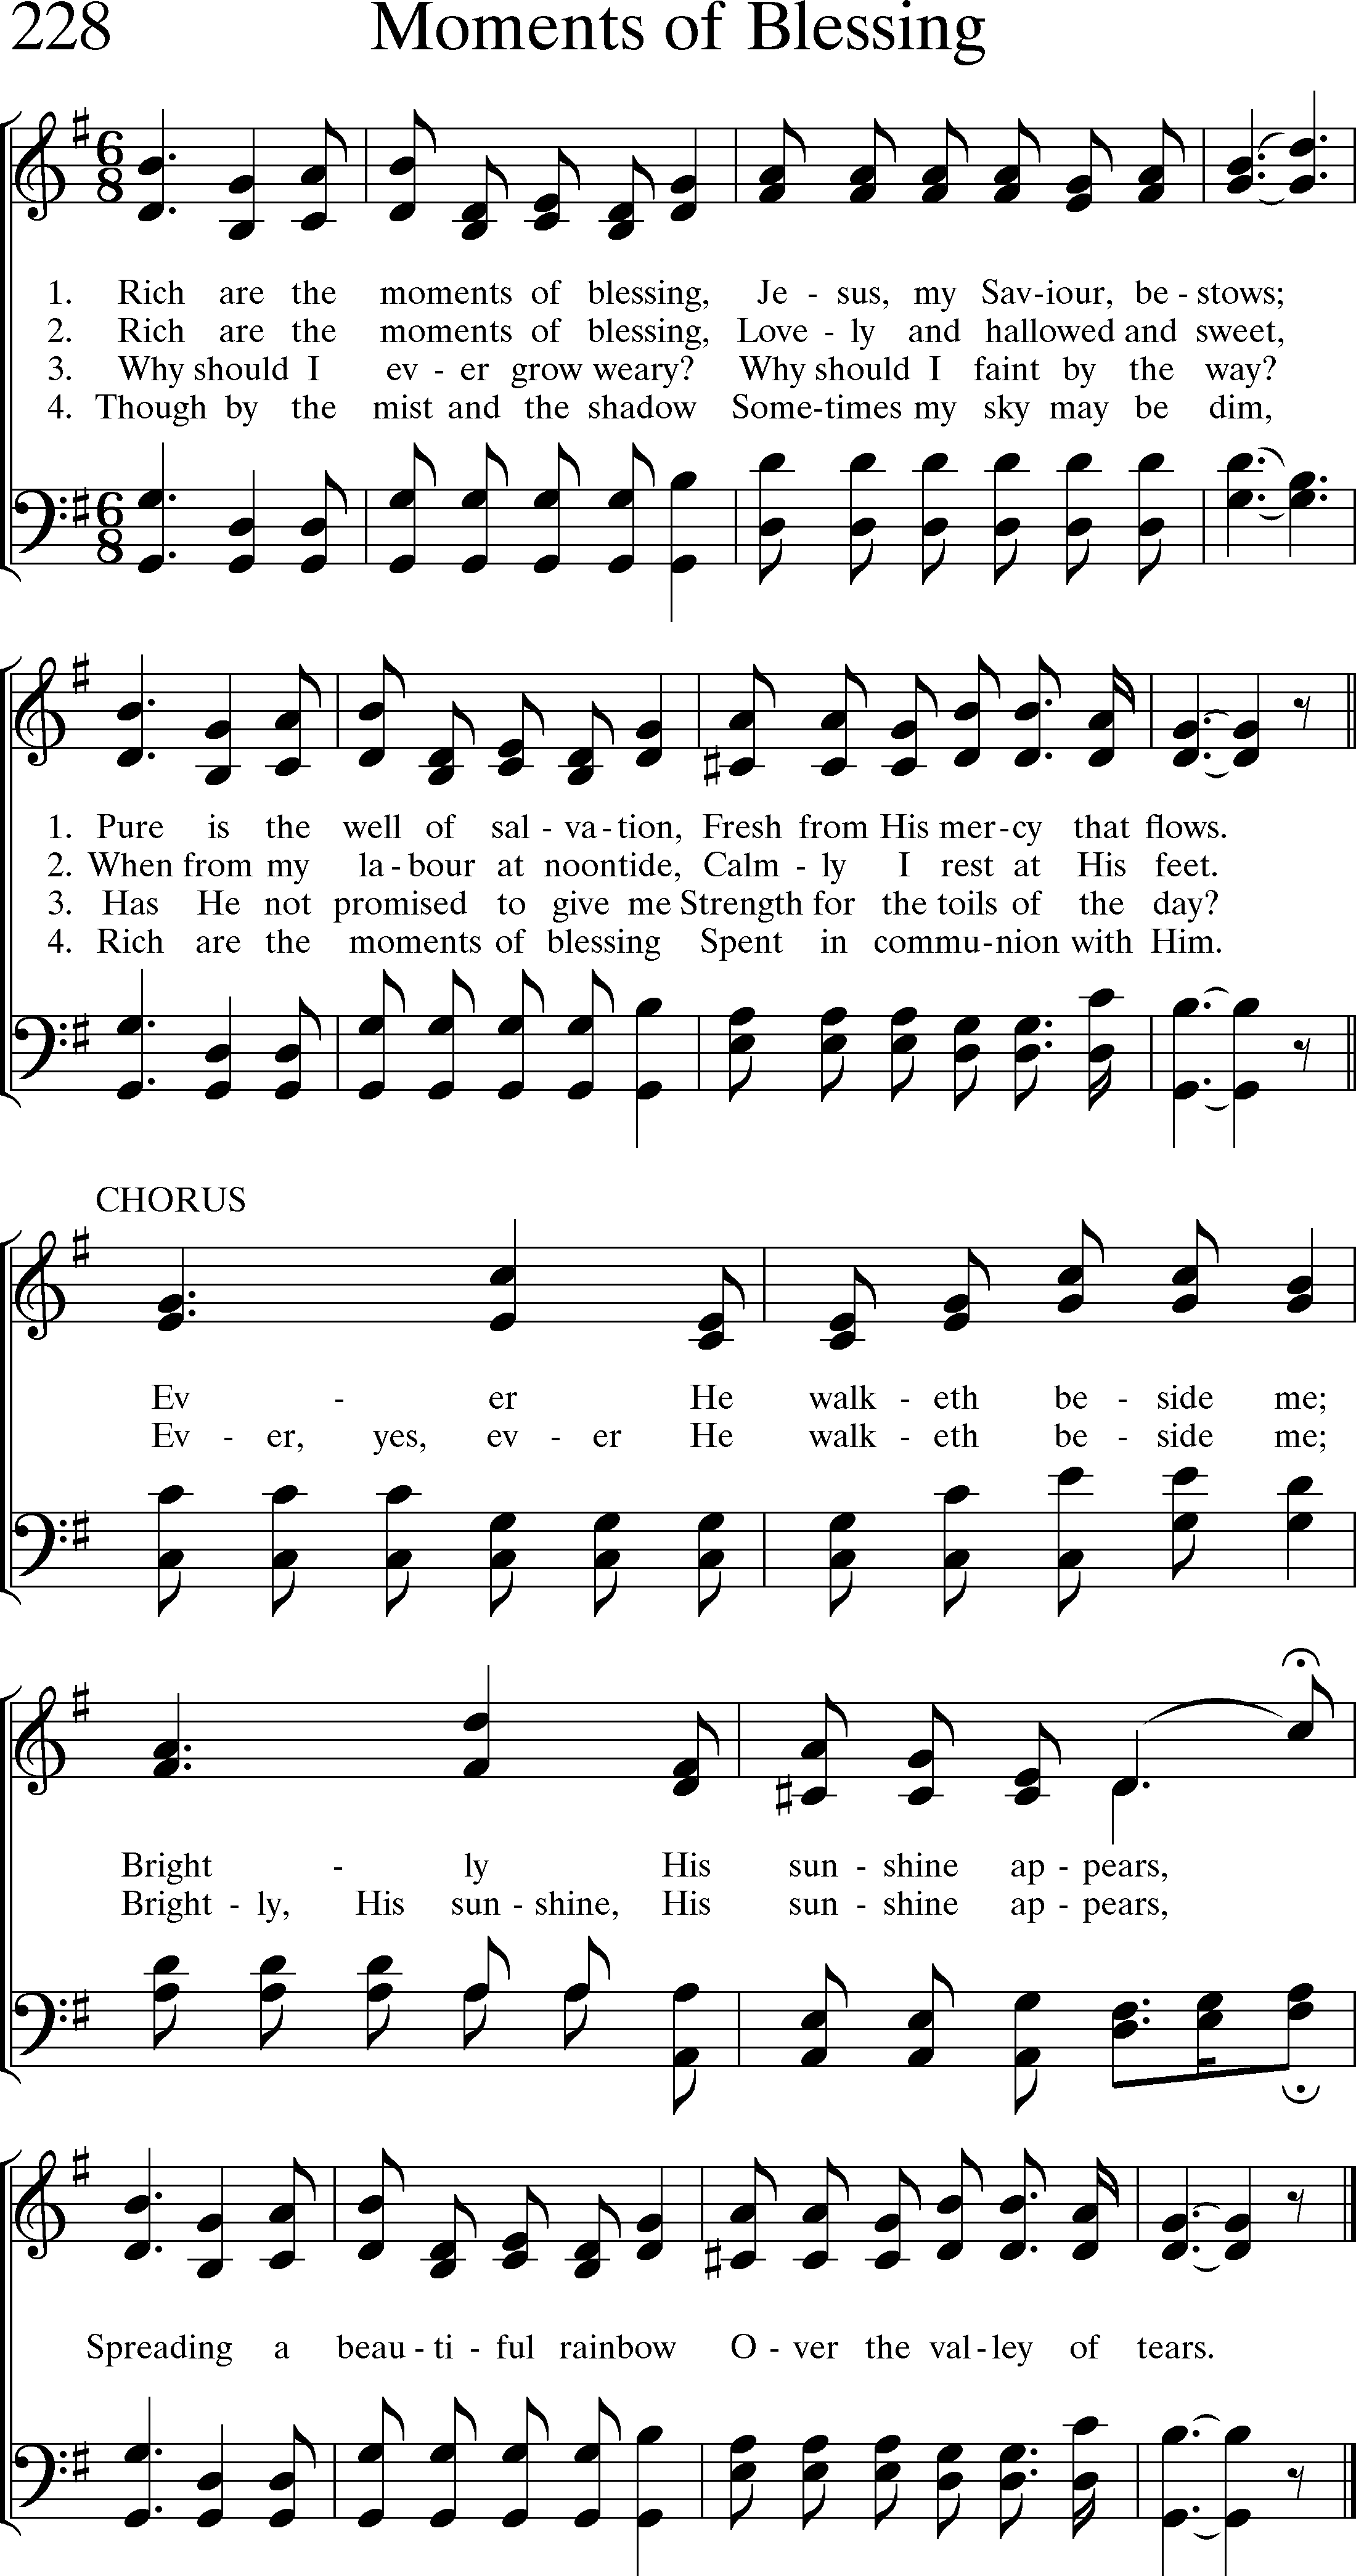 228 Moments of Blessing
1. Rich are the moments of blessing, Je - sus, my Sav-iour, be - stows;
2. Rich are the moments of blessing, Love - ly and hallowed and sweet,
3. Why should I ev - er grow weary? Why should I faint by the way?
4. Though by the mist and the shadow Some-times my sky may be dim,
1. Pure is the well of sal - va - tion, Fresh from His mer - cy that flows.
2. When from my la - bour at noontide, Calm - ly I rest at His feet.
3. Has He not promised to give me Strength for the toils of the day?
4. Rich are the moments of blessing Spent in commu - nion with Him.
CHORUS
Ev - er He walk - eth be - side me;
Ev - er, yes, ev - er He walk - eth be - side me;
Bright - ly His sun - shine ap - pears,
Bright - ly, His sun - shine, His sun - shine ap - pears,
Spreading a beau - ti - ful rainbow O - ver the val - ley of tears.